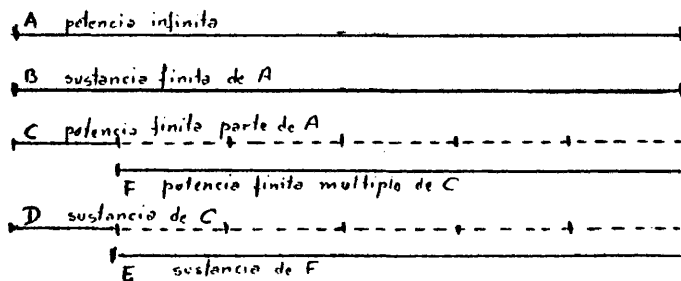 A potencia infinita
B sustancia finita de A
C potencia finita parte de A
F potencia finita multiplo de C
D sustancia de C
E sustancia de F